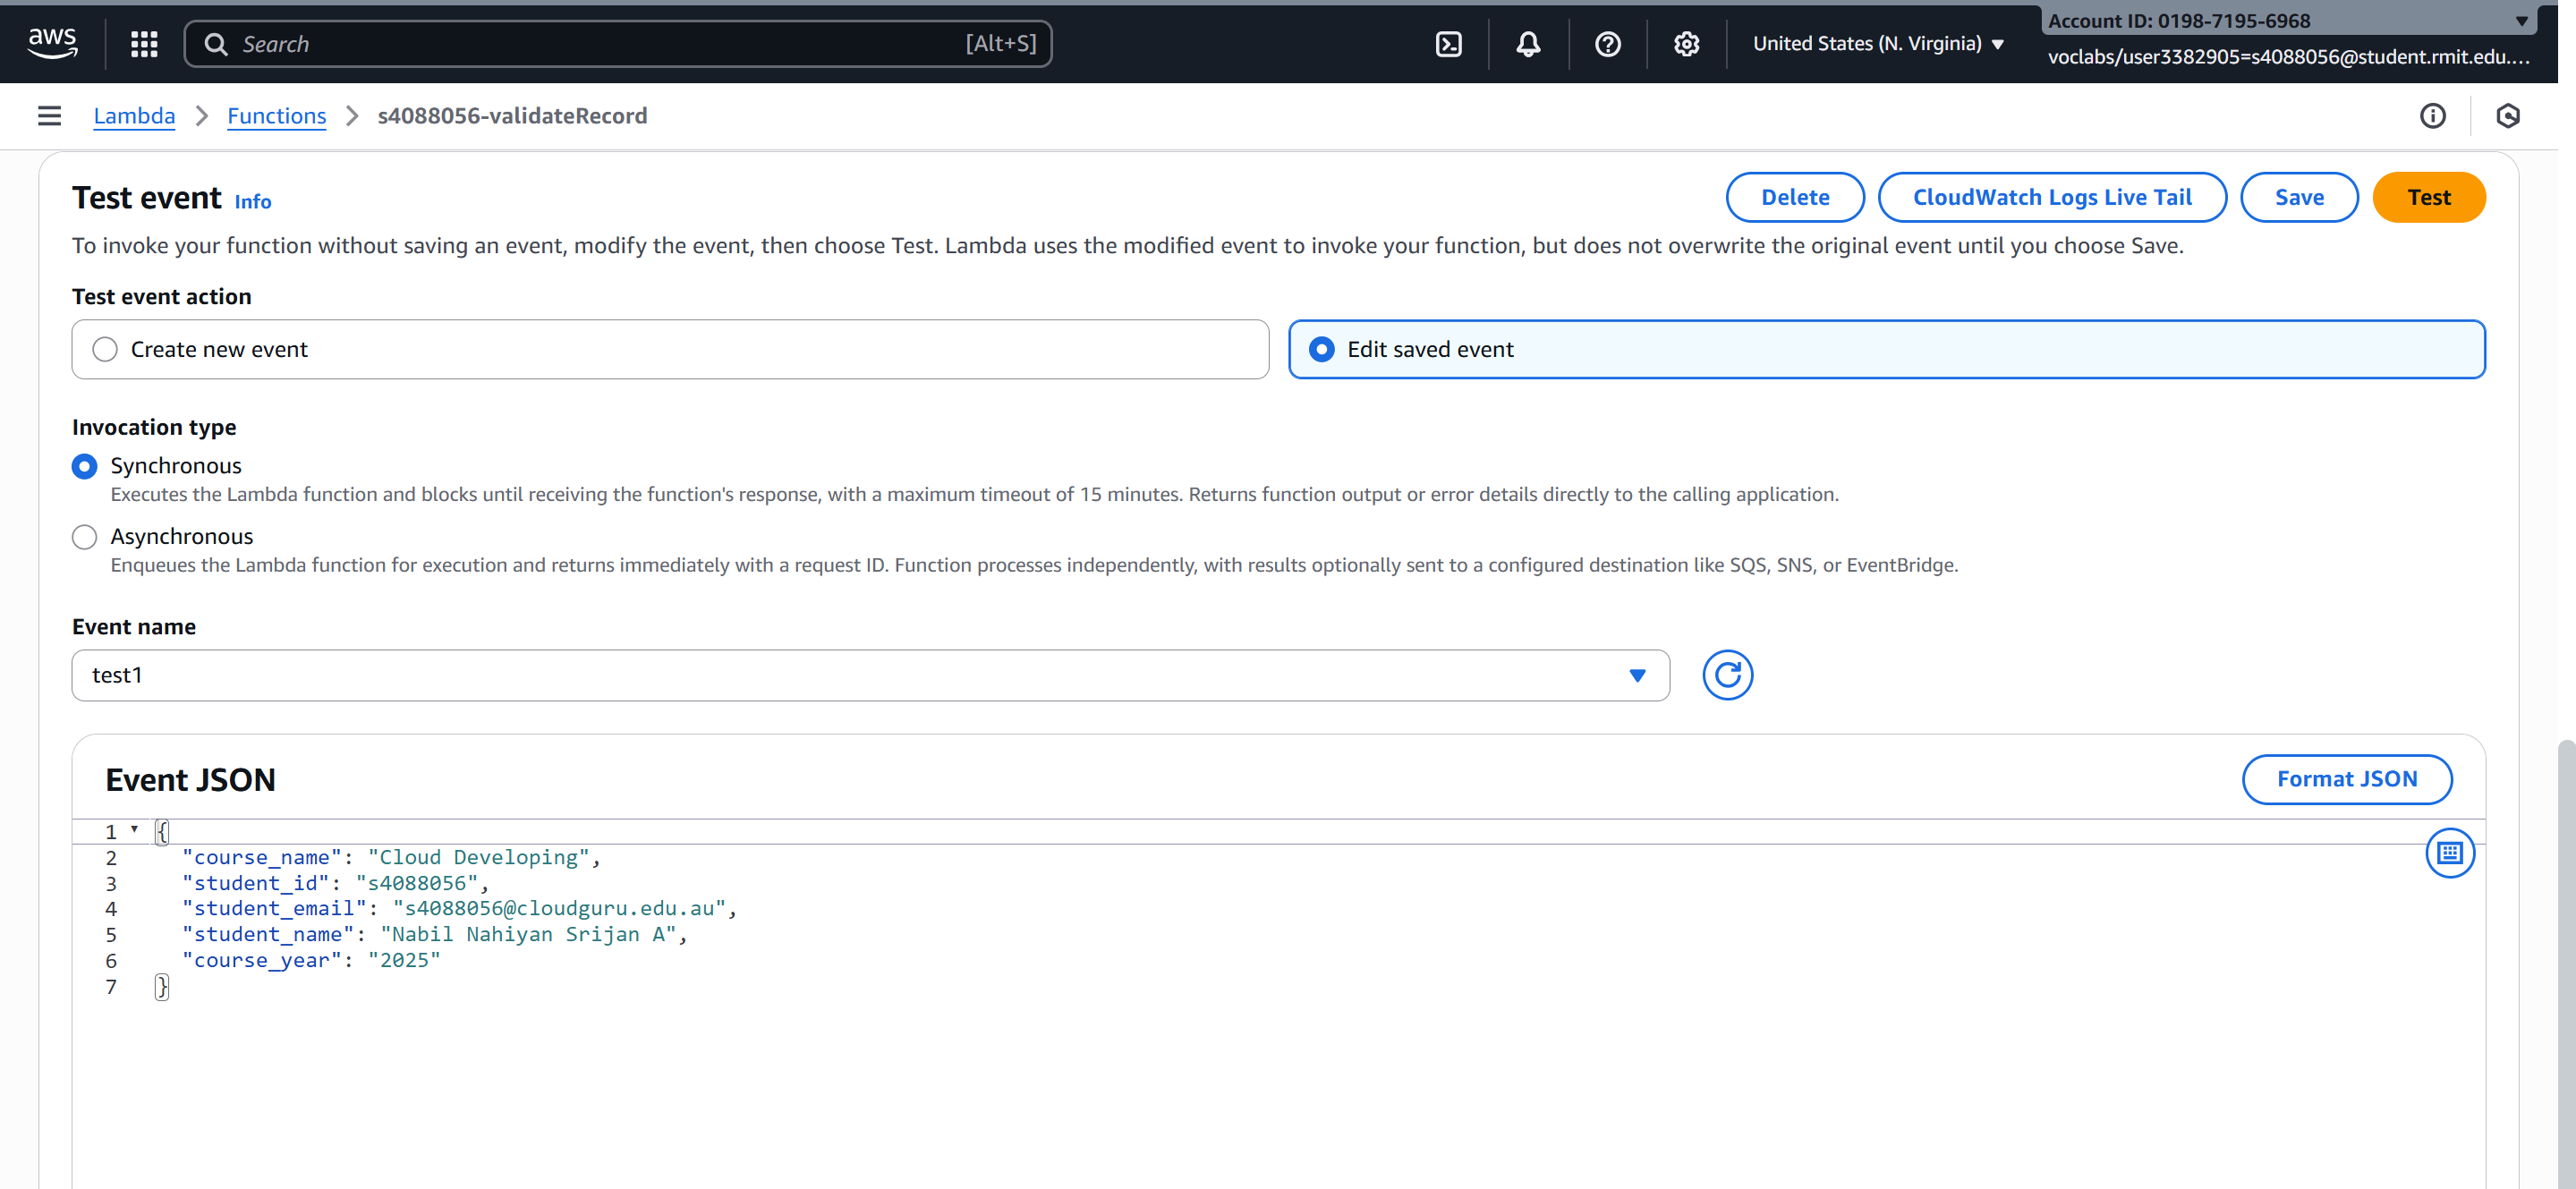 aws
Search [Alt+S]
United States (N. Virginia)
Account ID: 0198-7195-6968
voclabs/user3382905=s4088056@student.rmit.edu....
Lambda Functions s4088056-validateRecord
Test event Info
Delete CloudWatch Logs Live Tail Save Test
To invoke your function without saving an event, modify the event, then choose Test. Lambda uses the modified event to invoke your function, but does not overwrite the original event until you choose Save.
Test event action
Create new event Edit saved event
Invocation type
Synchronous
Executes the Lambda function and blocks until receiving the function's response, with a maximum timeout of 15 minutes. Returns function output or error details directly to the calling application.
Asynchronous
Enqueues the Lambda function for execution and returns immediately with a request ID. Function processes independently, with results optionally sent to a configured destination like SQS, SNS, or EventBridge.
Event name
test1
Event JSON Format JSON
1 {
2 "course_name": "Cloud Developing",
3 "student_id": "s4088056",
4 "student_email": "s4088056@cloudguru.edu.au",
5 "student_name": "Nabil Nahiyan Srijan A",
6 "course_year": "2025"
7 }